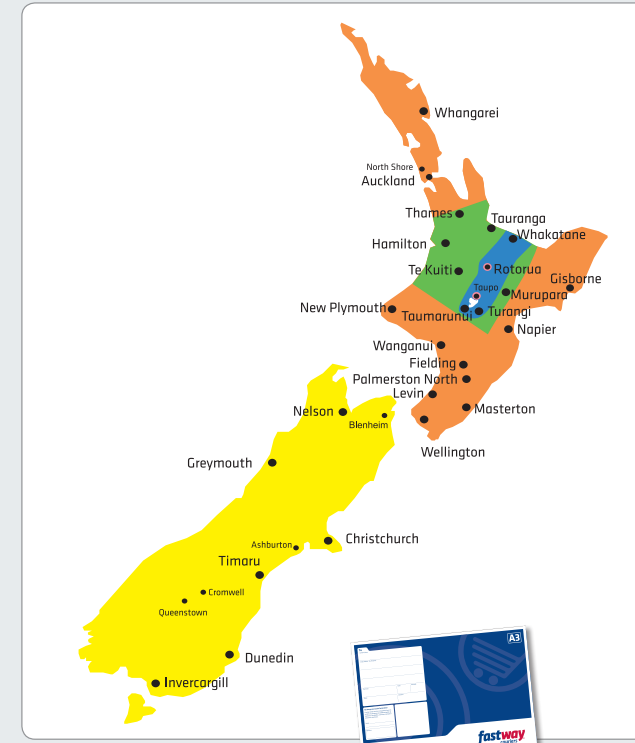 Whangarei
North Shore
Auckland
Thames
Tauranga
Whakatane
Hamilton
Te Kuiti
Rotorua
Gisborne
Taupo
Murupara
New Plymouth
Taumarunui
Turangi
Napier
Wanganui
Fielding
Palmerston North
Levin
Masterton
Nelson
Blenheim
Wellington
Greymouth
Christchurch
Ashburton
Timaru
Cromwell
Queenstown
Dunedin
Invercargill
A3
fastway
couriers